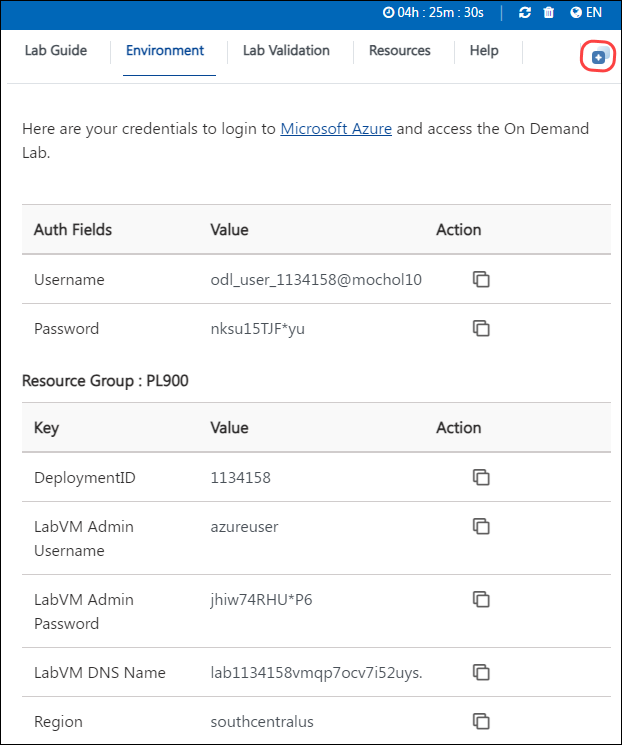 04h : 25m : 30s EN
Lab Guide Environment Lab Validation Resources Help
Here are your credentials to login to Microsoft Azure and access the On Demand
Lab.
Auth Fields Value Action
Username odl_user_1134158@mochol10
Password nksu15TJF*yu
Resource Group : PL900
Key Value Action
DeploymentID 1134158
LabVM Admin azureuser
Username
LabVM Admin jhiw74RHU*P6
Password
LabVM DNS Name lab1134158vmqp7ocv7i52uys.
Region southcentralus